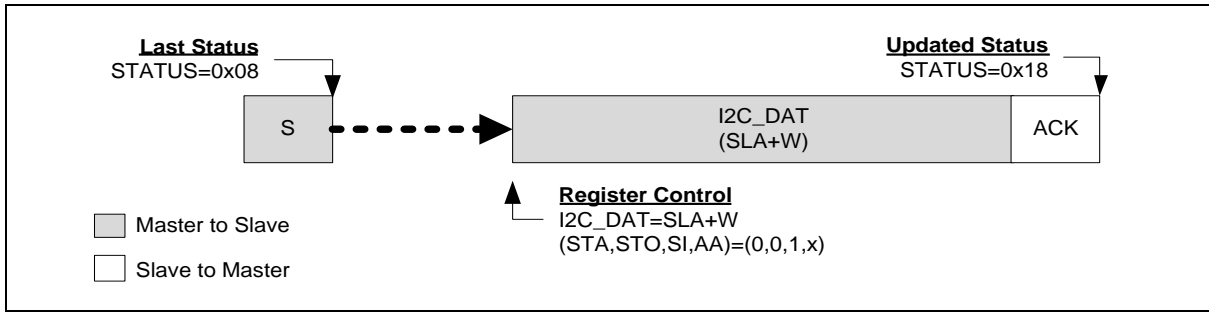 Last Status
STATUS=0x08
Updated Status
STATUS=0x18
S
I2C_DAT
(SLA+W)
ACK
Register Control
I2C_DAT=SLA+W
(STA,STO,SI,AA)=(0,0,1,x)
Master to Slave
Slave to Master